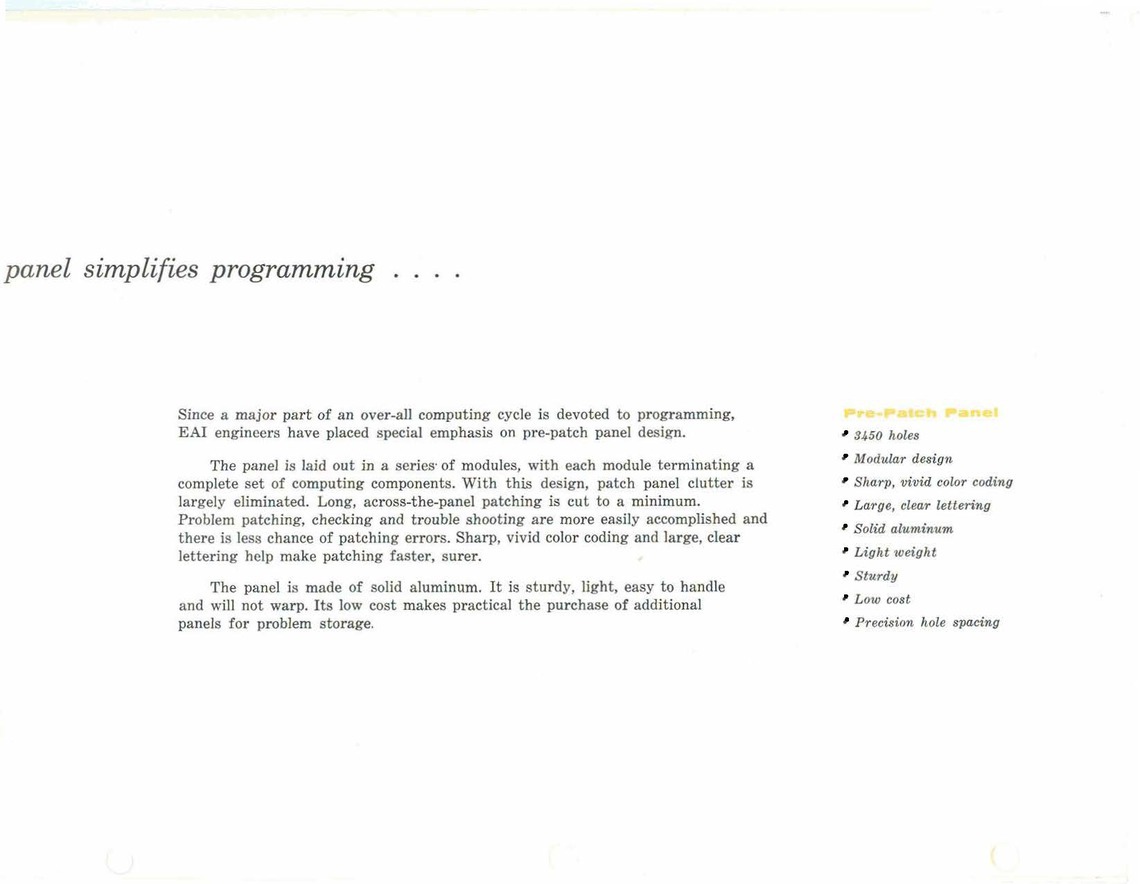 panel simplifies programming . . . .
Since a major part of an over-all computing cycle is devoted to programming,
EAI engineers have placed special emphasis on pre-patch panel design.
The panel is laid out in a series of modules, with each module terminating a
complete set of computing components. With this design, patch panel clutter is
largely eliminated. Long, across-the-panel patching is cut to a minimum.
Problem patching, checking and trouble shooting are more easily accomplished and
there is less chance of patching errors. Sharp, vivid color coding and large, clear
lettering help make patching faster, surer.
The panel is made of solid aluminum. It is sturdy, light, easy to handle
and will not warp. Its low cost makes practical the purchase of additional
panels for problem storage.
Pre-Patch Panel
• 3450 holes
• Modular design
• Sharp, vivid color coding
• Large, clear lettering
• Solid aluminum
• Light weight
• Sturdy
• Low cost
• Precision hole spacing